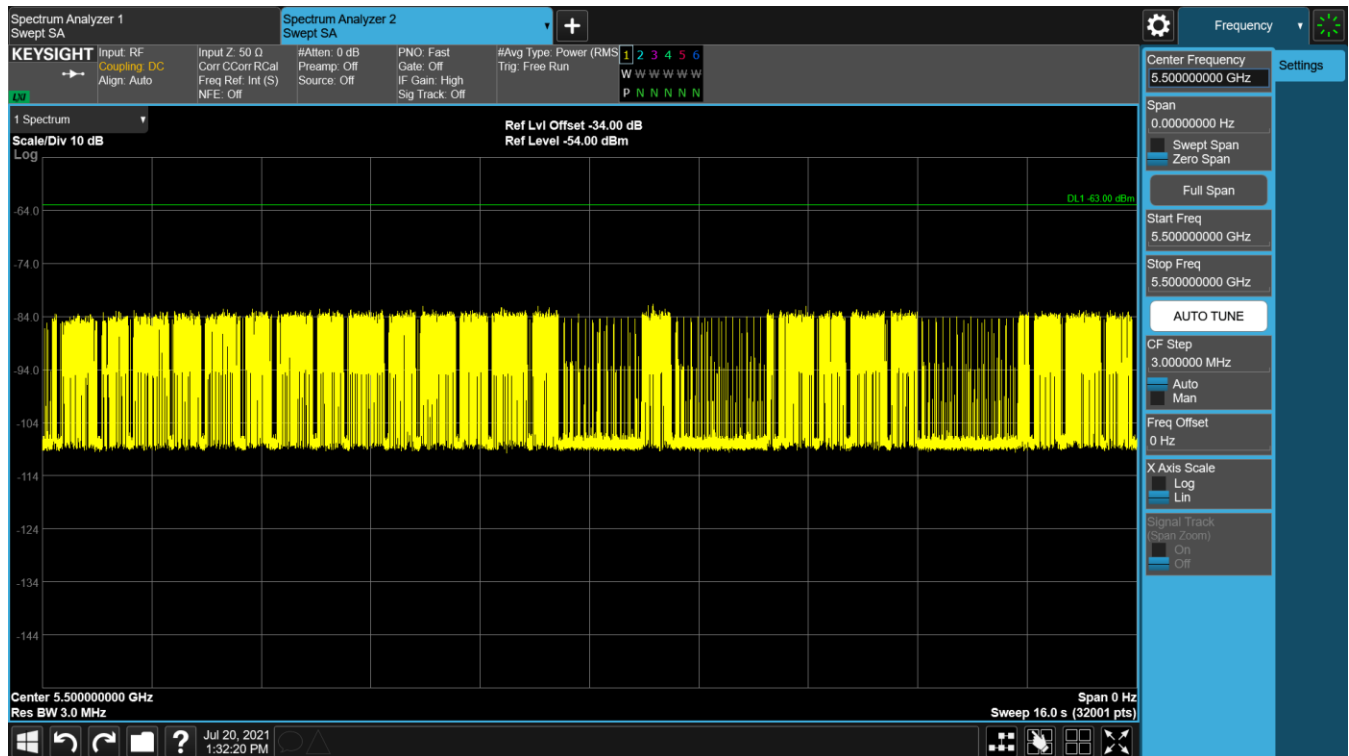 Spectrum Analyzer 1
Swept SA
Spectrum Analyzer 2
Swept SA
Frequency
KEYSIGHT
Input: RF
Coupling: DC
Align: Auto
Input Z: 50 Ω
Corr CCorr RCal
Freq Ref: Int (S)
NFE: Off
#Atten: 0 dB
Preamp: Off
Source: Off
PNO: Fast
Gate: Off
IF Gain: High
Sig Track: Off
#Avg Type: Power (RMS
Trig: Free Run
1 2 3 4 5 6
W W W W W W
P N N N N N
LXI
1 Spectrum
Scale/Div 10 dB
Log
Ref Lvl Offset -34.00 dB
Ref Level -54.00 dBm
DL1 -63.00 dBm
-64.0
-74.0
-84.0
-94.0
-104
-114
-124
-134
-144
Center 5.500000000 GHz
Res BW 3.0 MHz
Span 0 Hz
Sweep 16.0 s (32001 pts)
Center Frequency
5.500000000 GHz
Settings
Span
0.00000000 Hz
Swept Span
Zero Span
Full Span
Start Freq
5.500000000 GHz
Stop Freq
5.500000000 GHz
AUTO TUNE
CF Step
3.000000 MHz
Auto
Man
Freq Offset
0 Hz
X Axis Scale
Log
Lin
Signal Track
(Span Zoom)
On
Off
?
Jul 20, 2021
1:32:20 PM